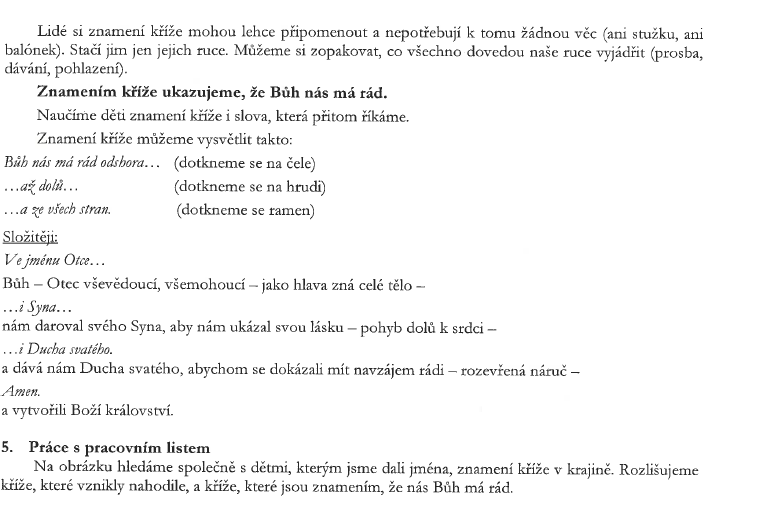 Lidé si znamení kříže mohou lehce připomenout a nepotřebují k tomu žádnou věc (ani stužku, ani
balónek). Stačí jim jen jejich ruce. Můžeme si zopakovat, co všechno dovedou naše ruce vyjádřit (prosba,
dávání, pohlazení).
Znamením kříže ukazujeme, že Bůh nás má rád.
Naučíme děti znamení kříže i slova, která přitom říkáme.
Znamení kříže můžeme vysvětlit takto:
Bůh nás má rád odshora… (dotkneme se na čele)
…až dolů… (dotkneme se na hrudi)
…a ze všech stran. (dotkneme se ramen)
Složitěji:
Ve jménu Otce…
Bůh – Otec vševědoucí, všemohoucí – jako hlava zná celé tělo –
…i Syna…
nám daroval svého Syna, aby nám ukázal svou lásku – pohyb dolů k srdci –
…i Ducha svatého.
a dává nám Ducha svatého, abychom se dokázali mít navzájem rádi – rozevřená náruč –
Amen.
a vytvořili Boží království.
5. Práce s pracovním listem
Na obrázku hledáme společně s dětmi, kterým jsme dali jména, znamení kříže v krajině. Rozlišujeme
kříže, které vznikly nahodile, a kříže, které jsou znamením, že nás Bůh má rád.